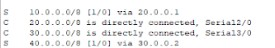 S 10.0.0.0/8 [1/0] via 20.0.0.1
C 20.0.0.0/8 is directly connected, Serial2/0
C 30.0.0.0/8 is directly connected, Serial3/0
S 40.0.0.0/8 [1/0] via 30.0.0.2